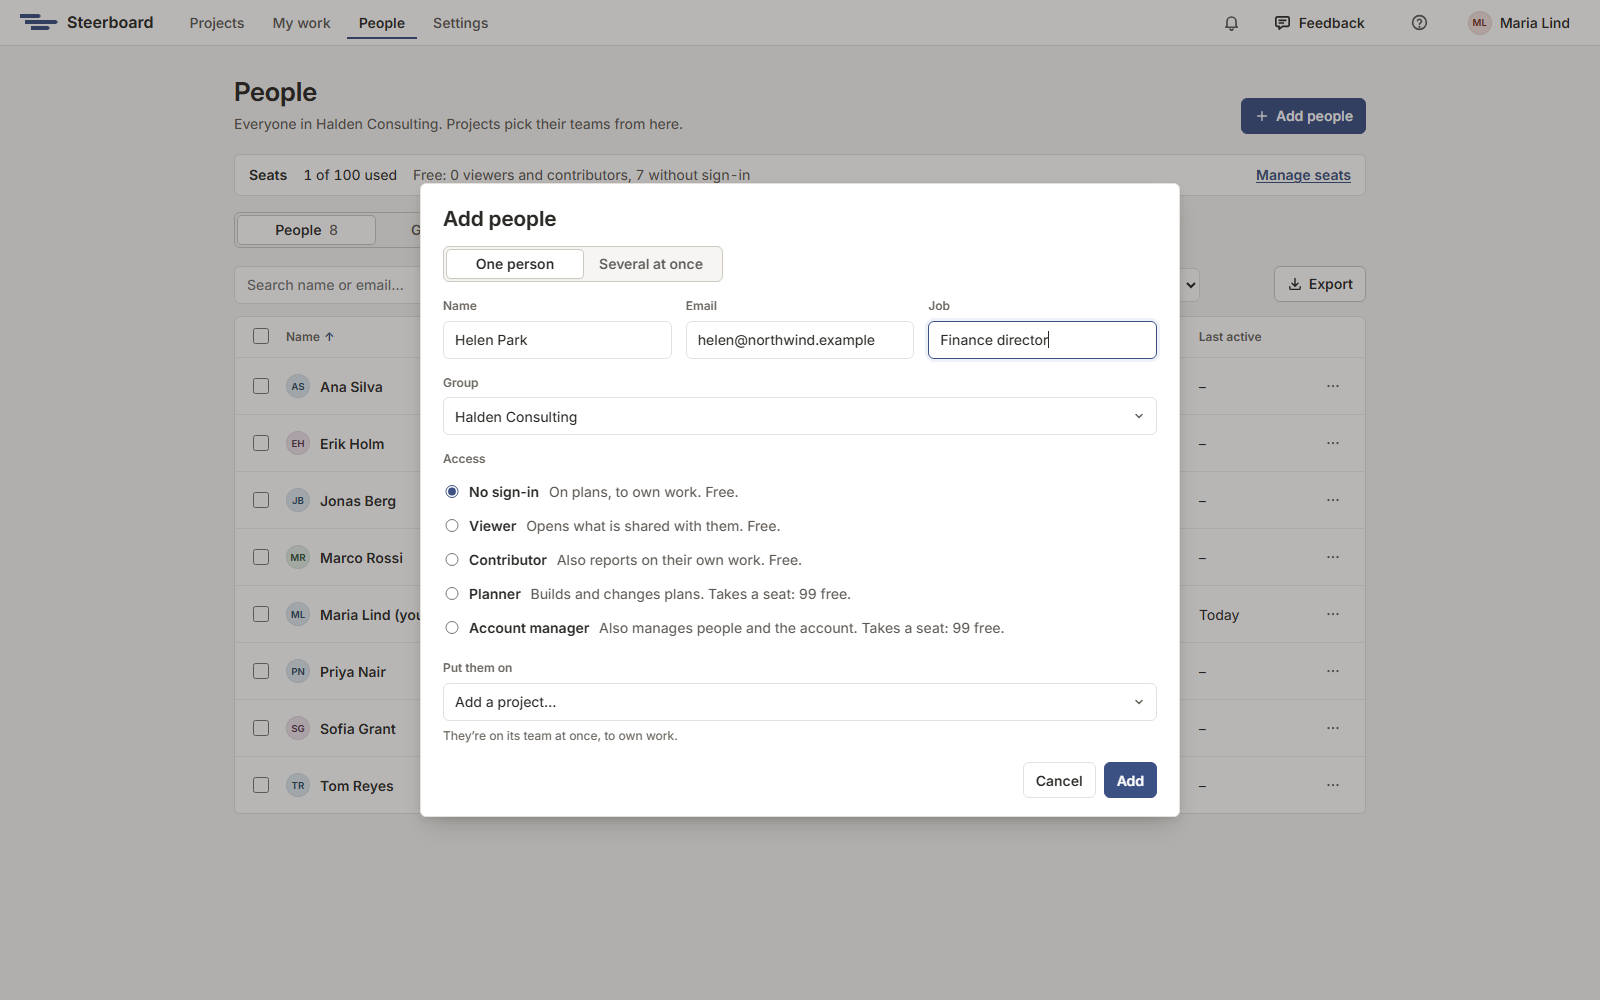 Steerboard
Projects
My work
People
Settings
Feedback
ML
Maria Lind
People
Everyone in Halden Consulting. Projects pick their teams from here.
+ Add people
Seats 1 of 100 used Free: 0 viewers and contributors, 7 without sign-in
Manage seats
People 8
G
Search name or email...
Export
Name ↑
Last active
AS Ana Silva –
EH Erik Holm –
JB Jonas Berg –
MR Marco Rossi –
ML Maria Lind (you Today
PN Priya Nair –
SG Sofia Grant –
TR Tom Reyes –
Add people
One person
Several at once
Name
Email
Job
Helen Park
helen@northwind.example
Finance director
Group
Halden Consulting
Access
No sign-in On plans, to own work. Free.
Viewer Opens what is shared with them. Free.
Contributor Also reports on their own work. Free.
Planner Builds and changes plans. Takes a seat: 99 free.
Account manager Also manages people and the account. Takes a seat: 99 free.
Put them on
Add a project...
They’re on its team at once, to own work.
Cancel
Add